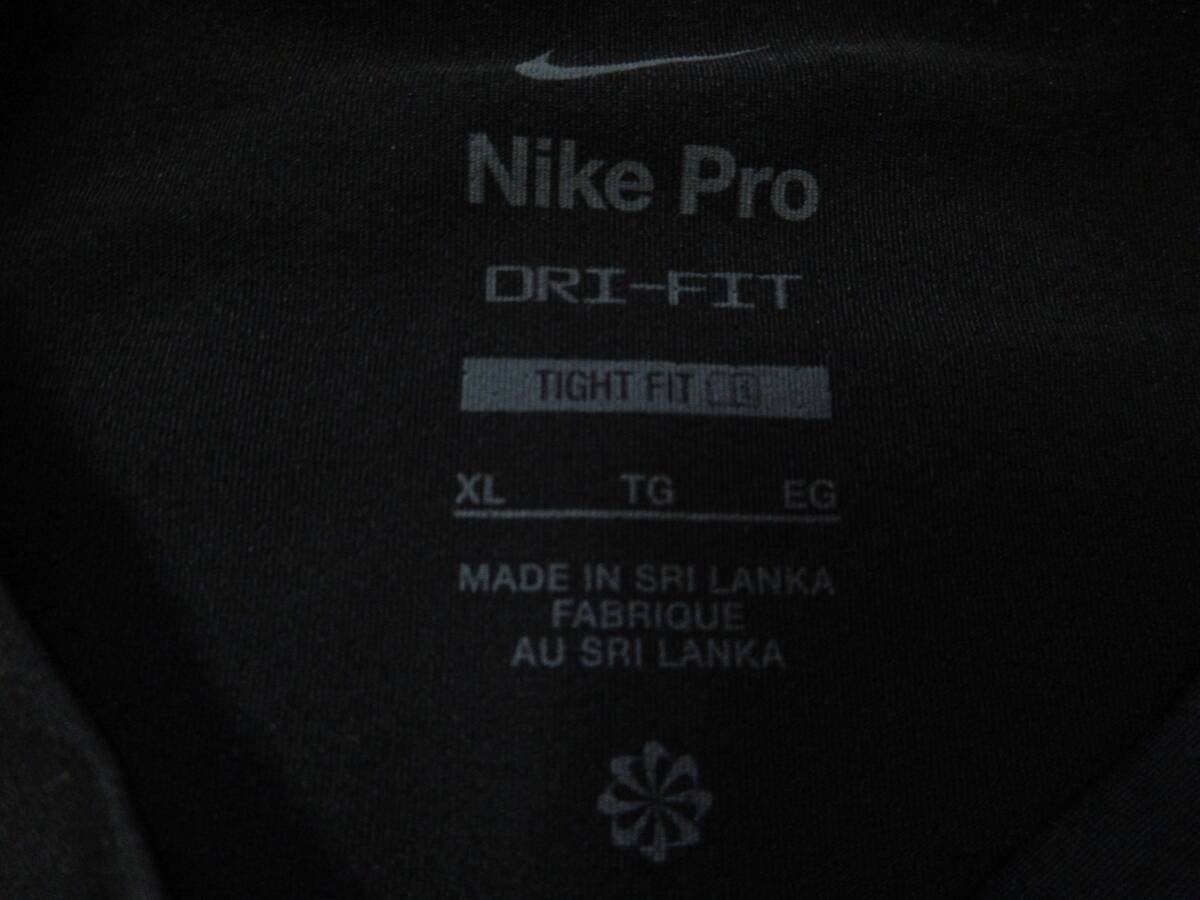 Nike Pro
DRI-FIT
TIGHT FIT
XL TG EG
MADE IN SRI LANKA
FABRIQUE
AU SRI LANKA